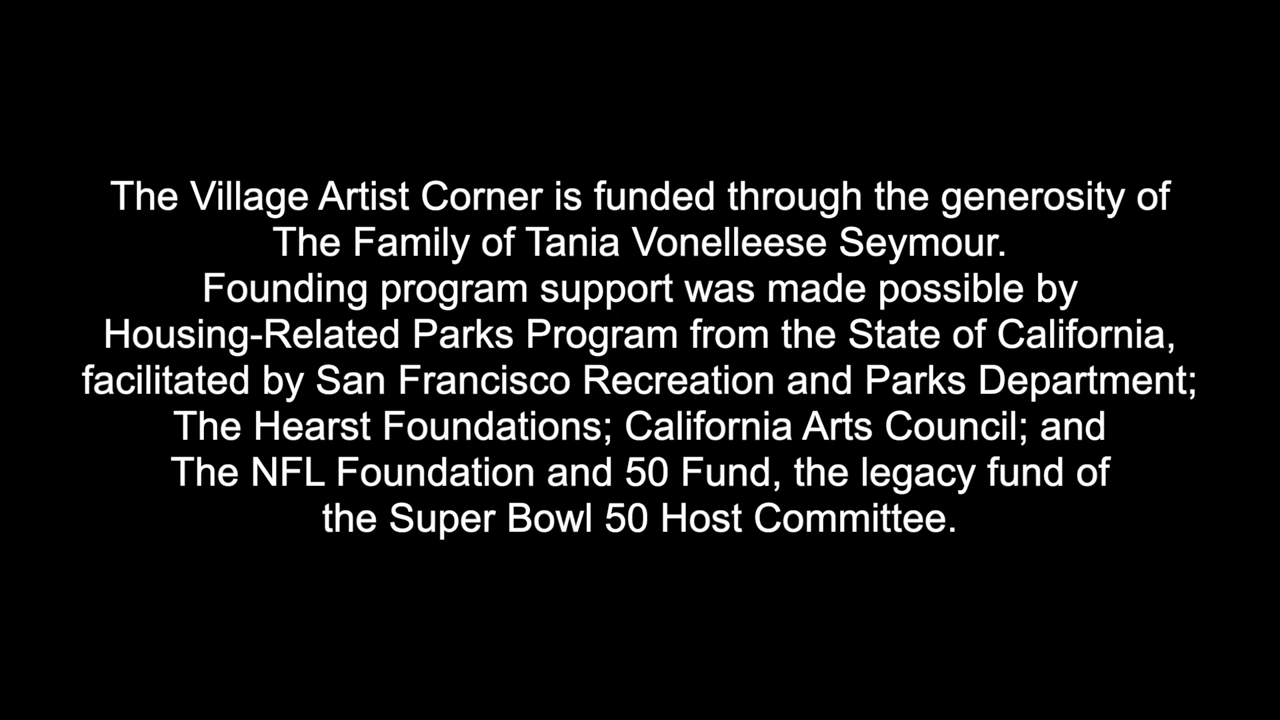 The Village Artist Corner is funded through the generosity of
The Family of Tania Vonelleese Seymour.
Founding program support was made possible by
Housing-Related Parks Program from the State of California,
facilitated by San Francisco Recreation and Parks Department;
The Hearst Foundations; California Arts Council; and
The NFL Foundation and 50 Fund, the legacy fund of
the Super Bowl 50 Host Committee.